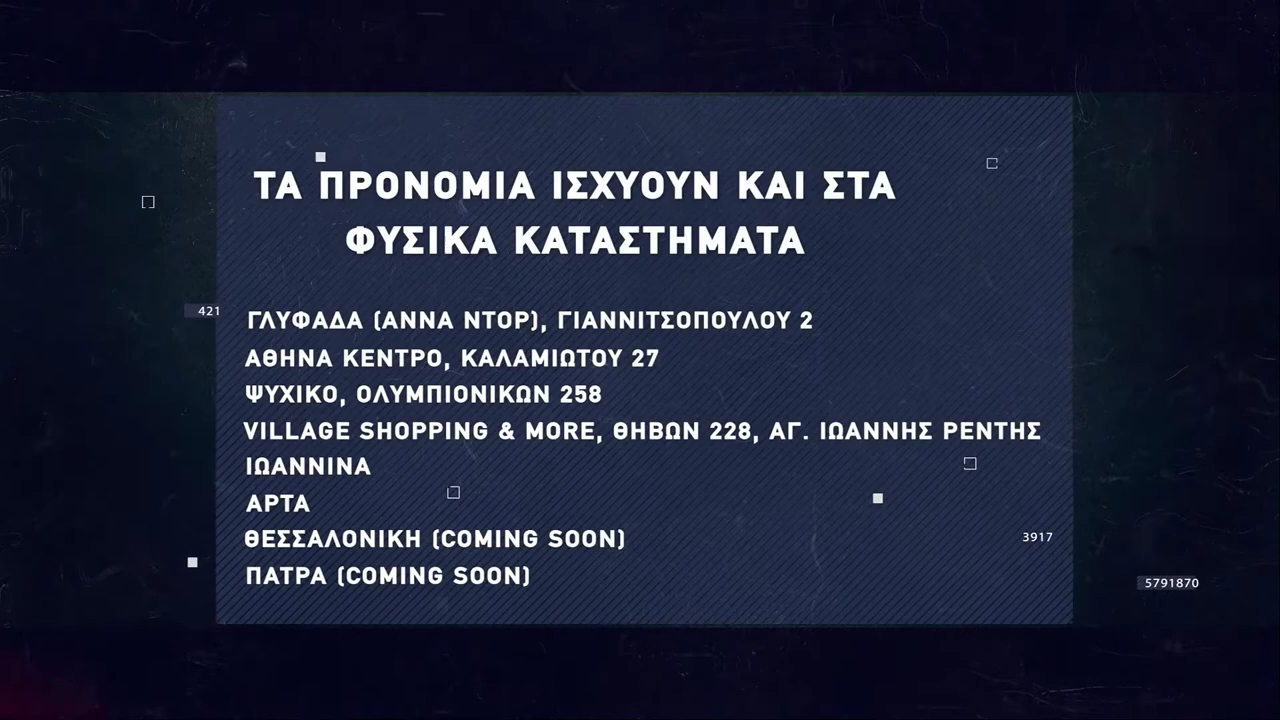 ΤΑ ΠΡΟΝΟΜΙΑ ΙΣΧΥΟΥΝ ΚΑΙ ΣΤΑ
ΦΥΣΙΚΑ ΚΑΤΑΣΤΗΜΑΤΑ
421
ΓΛΥΦΑΔΑ (ΑΝΝΑ ΝΤΟΡ), ΓΙΑΝΝΙΤΣΟΠΟΥΛΟΥ 2
ΑΘΗΝΑ ΚΕΝΤΡΟ, ΚΑΛΑΜΙΩΤΟΥ 27
ΨΥΧΙΚΟ, ΟΛΥΜΠΙΟΝΙΚΩΝ 258
VILLAGE SHOPPING & MORE, ΘΗΒΩΝ 228, ΑΓ. ΙΩΑΝΝΗΣ ΡΕΝΤΗΣ
ΙΩΑΝΝΙΝΑ
ΑΡΤΑ
ΘΕΣΣΑΛΟΝΙΚΗ (COMING SOON)
3917
ΠΑΤΡΑ (COMING SOON)
5791870